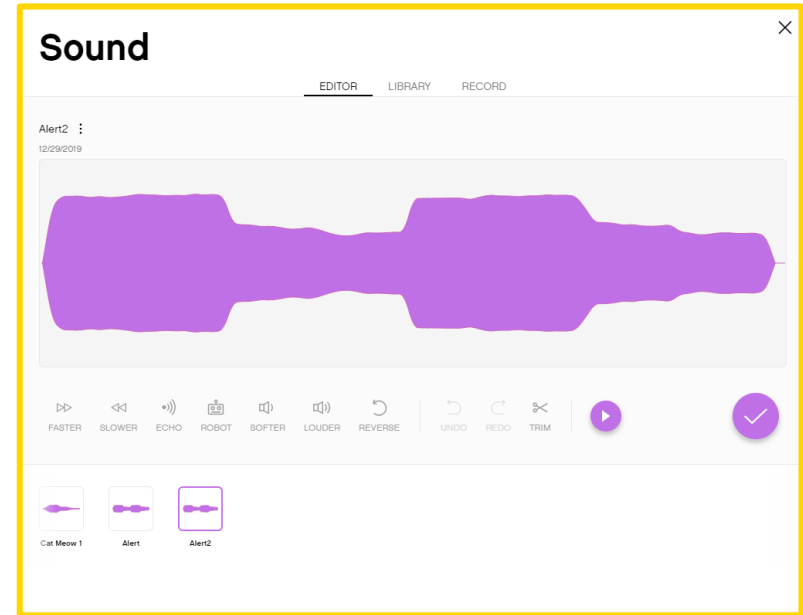 Sound
EDITOR LIBRARY RECORD
Alert2
12/29/2019
FASTER SLOWER ECHO ROBOT SOFTER LOUDER REVERSE UNDO REDO TRIM
Cat Meow 1 Alert Alert2